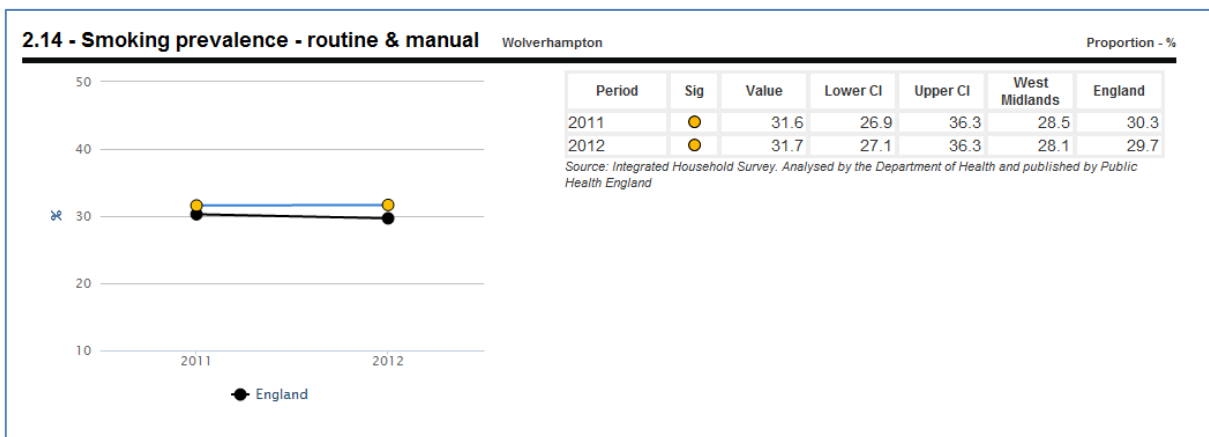 2.14 - Smoking prevalence - routine & manual Wolverhampton Proportion - %
50
40
%
30
20
10
2011 2012
England
Period Sig Value Lower CI Upper CI West Midlands England
2011 31.6 26.9 36.3 28.5 30.3
2012 31.7 27.1 36.3 28.1 29.7
Source: Integrated Household Survey. Analysed by the Department of Health and published by Public
Health England